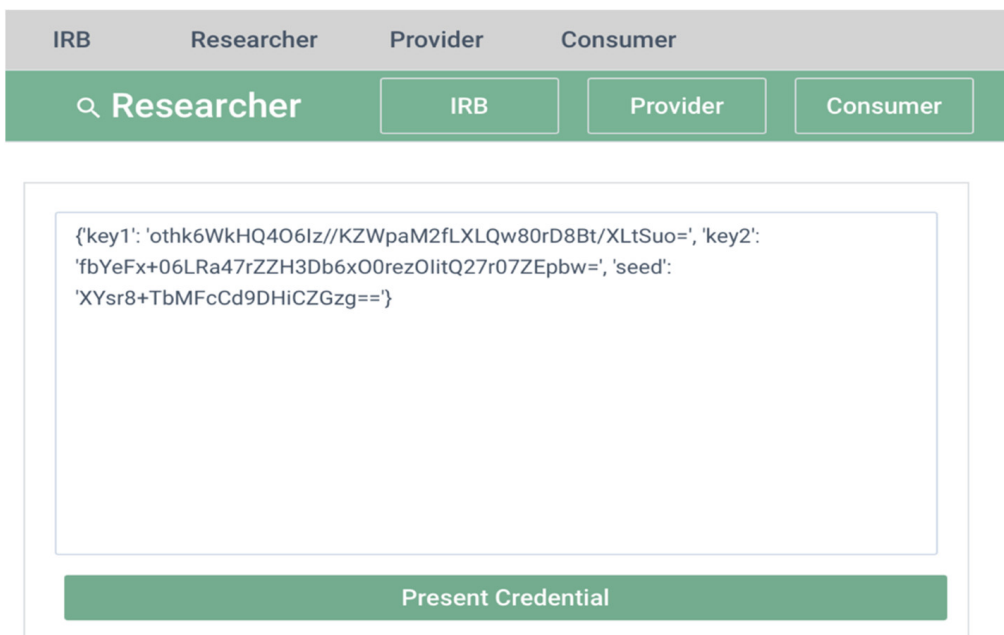 IRB Researcher Provider Consumer
Researcher IRB Provider Consumer
{'key1': 'othk6WkHQ4O6Iz//KZWpaM2fLXLQw80rD8Bt/XLtSuo=', 'key2':
'fbYeFx+06LRa47rZZH3Db6xO0rezOIitQ27r07ZEpbw=', 'seed':
'XYsr8+TbMFcCd9DHiCZGzg=='}
Present Credential